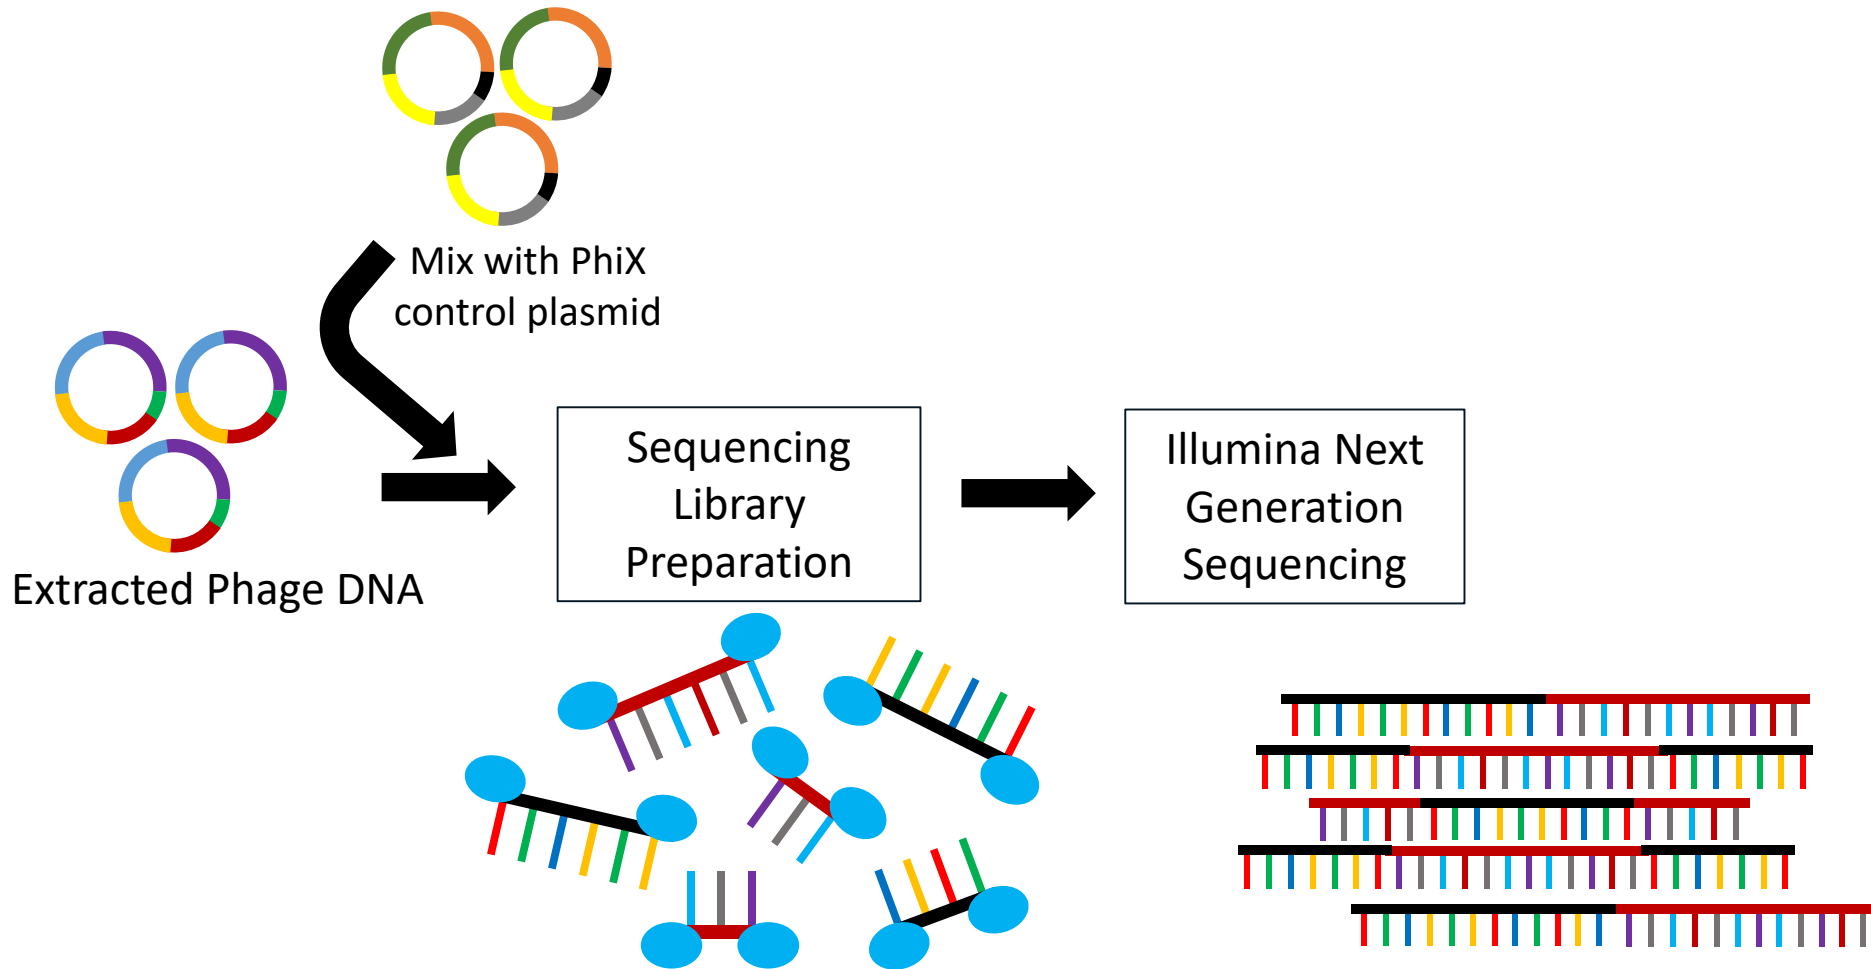 Mix with PhiX
control plasmid
Extracted Phage DNA
Sequencing
Library
Preparation
Illumina Next
Generation
Sequencing